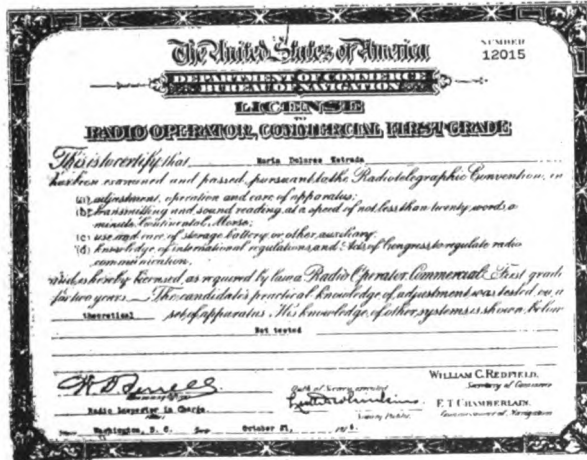 The United States of America
NUMBER
12015
DEPARTMENT OF COMMERCE
BUREAU OF NAVIGATION
LICENSE
TO
RADIO OPERATOR, COMMERCIAL FIRST GRADE
This is to certify that Maria Dolores Estrada
has been examined and passed, pursuant to the Radiotelegraphic Convention, in
(a) adjustment, operation and care of apparatus;
(b) transmitting and sound reading at a speed of not less than twenty words a
minute Continental Morse;
(c) use and care of storage battery or other auxiliary;
(d) knowledge of international regulations, and Acts of Congress to regulate radio
communication,
and is hereby licensed, as required by law, a Radio Operator, Commercial First grade
for two years. The candidate's practical knowledge of adjustment was tested on a
theoretical set of apparatus. His knowledge of other systems is shown below
Not tested
WILLIAM C. REDFIELD,
Secretary of Commerce
Oath of Secrecy executed
Radio Inspector in Charge.
Notary Public.
E T CHAMBERLAIN,
Commissioner of Navigation
Washington, D. C. October 21,